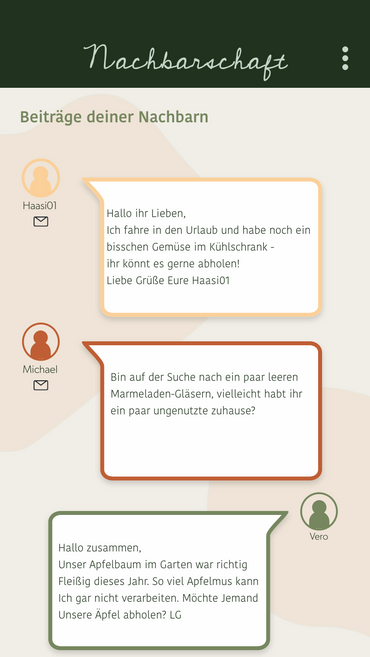 Nachbarschaft
Beiträge deiner Nachbarn
Haasi01
Hallo ihr Lieben,
Ich fahre in den Urlaub und habe noch ein
bisschen Gemüse im Kühlschrank -
ihr könnt es gerne abholen!
Liebe Grüße Eure Haasi01
Michael
Bin auf der Suche nach ein paar leeren
Marmeladen-Gläsern, vielleicht habt ihr
ein paar ungenutzte zuhause?
Vero
Hallo zusammen,
Unser Apfelbaum im Garten war richtig
Fleißig dieses Jahr. So viel Apfelmus kann
Ich gar nicht verarbeiten. Möchte Jemand
Unsere Äpfel abholen? LG